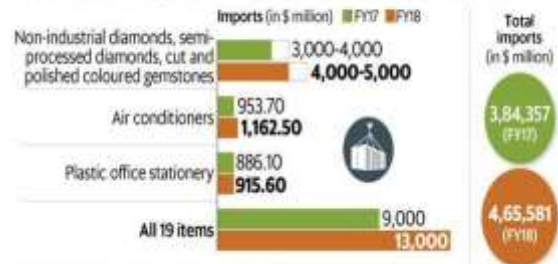 Imports (in $ million) FY17 FY18
Non-industrial diamonds, semi-
processed diamonds, cut and
polished coloured gemstones
3,000-4,000
4,000-5,000
Air conditioners
953.70
1,162.50
Plastic office stationery
886.10
915.60
All 19 items
9,000
13,000
Total
imports
(in $ million)
3,84,357
(FY17)
4,65,581
(FY18)